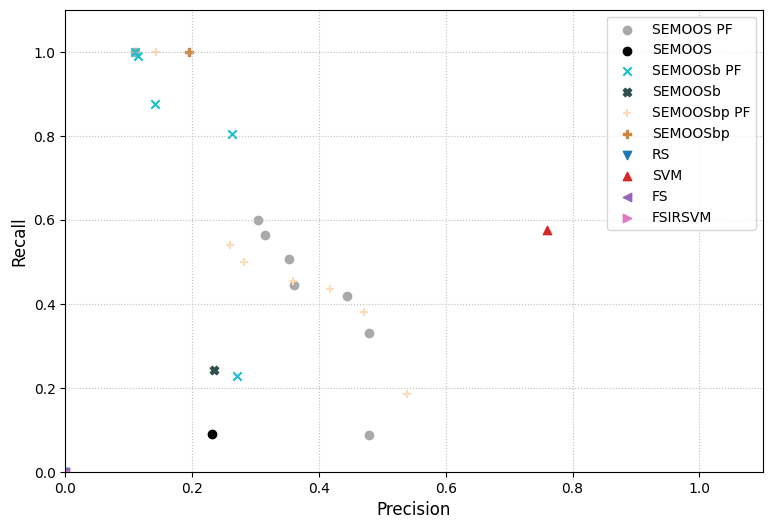 1.0
0.8
0.6
0.4
0.2
0.0
Recall
0.0 0.2 0.4 0.6 0.8 1.0
Precision
SEMOOS PF
SEMOOS
SEMOOSb PF
SEMOOSb
SEMOOSbp PF
SEMOOSbp
RS
SVM
FS
FSIRSVM